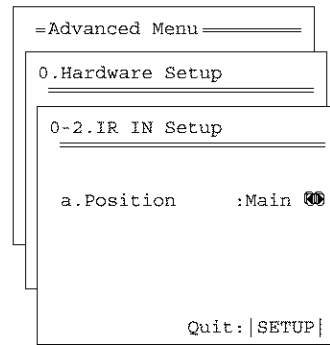 =Advanced Menu
0.Hardware Setup
0-2.IR IN Setup
a.Position :Main
Quit:|SETUP|